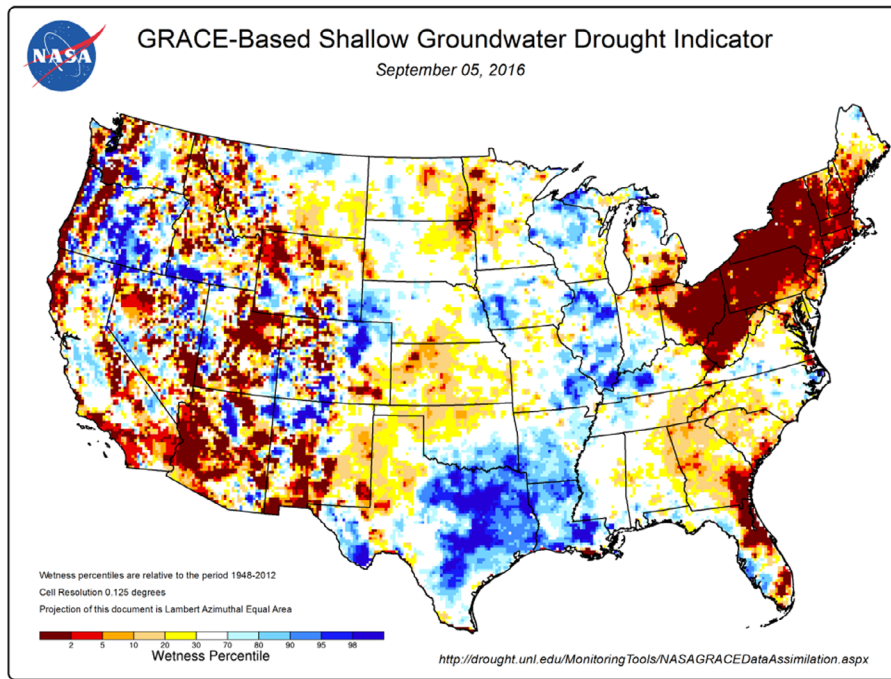 NASA
GRACE-Based Shallow Groundwater Drought Indicator
September 05, 2016
Wetness percentiles are relative to the period 1948-2012
Cell Resolution 0.125 degrees
Projection of this document is Lambert Azimuthal Equal Area
2 5 10 20 30 70 80 90 95 98
Wetness Percentile
http://drought.unl.edu/MonitoringTools/NASAGRACEDataAssimilation.aspx